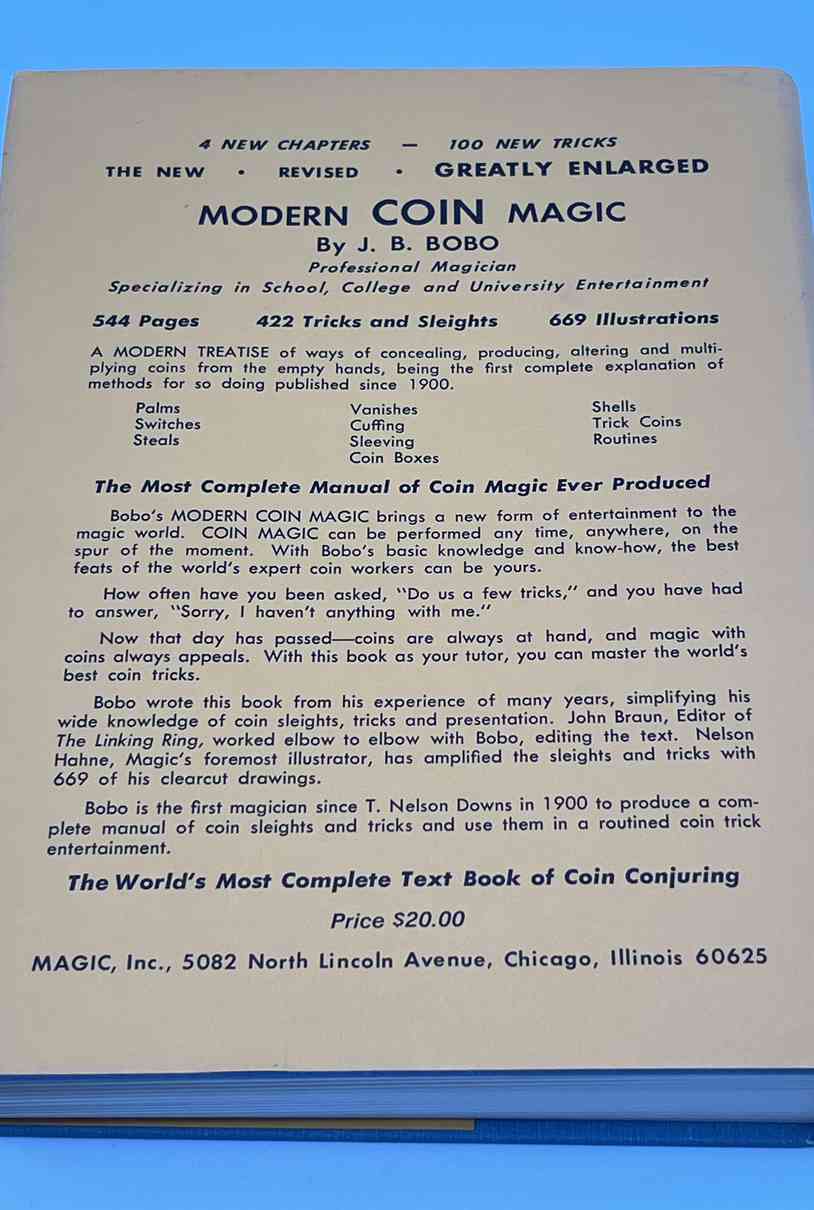 4 NEW CHAPTERS — 100 NEW TRICKS
THE NEW • REVISED • GREATLY ENLARGED
MODERN COIN MAGIC
By J. B. BOBO
Professional Magician
Specializing in School, College and University Entertainment
544 Pages 422 Tricks and Sleights 669 Illustrations
A MODERN TREATISE of ways of concealing, producing, altering and multi-
plying coins from the empty hands, being the first complete explanation of
methods for so doing published since 1900.
Palms Vanishes Shells
Switches Cuffing Trick Coins
Steals Sleeving Routines
Coin Boxes
The Most Complete Manual of Coin Magic Ever Produced
Bobo's MODERN COIN MAGIC brings a new form of entertainment to the
magic world. COIN MAGIC can be performed any time, anywhere, on the
spur of the moment. With Bobo's basic knowledge and know-how, the best
feats of the world's expert coin workers can be yours.
How often have you been asked, "Do us a few tricks," and you have had
to answer, "Sorry, I haven't anything with me."
Now that day has passed—coins are always at hand, and magic with
coins always appeals. With this book as your tutor, you can master the world's
best coin tricks.
Bobo wrote this book from his experience of many years, simplifying his
wide knowledge of coin sleights, tricks and presentation. John Braun, Editor of
The Linking Ring, worked elbow to elbow with Bobo, editing the text. Nelson
Hahne, Magic's foremost illustrator, has amplified the sleights and tricks with
669 of his clearcut drawings.
Bobo is the first magician since T. Nelson Downs in 1900 to produce a com-
plete manual of coin sleights and tricks and use them in a routined coin trick
entertainment.
The World's Most Complete Text Book of Coin Conjuring
Price $20.00
MAGIC, Inc., 5082 North Lincoln Avenue, Chicago, Illinois 60625